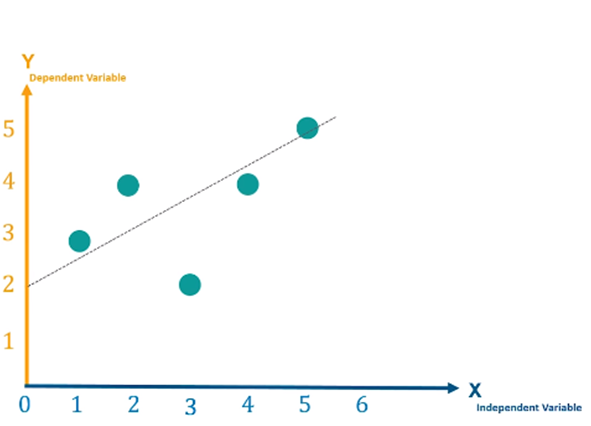 Y
Dependent Variable
5
4
3
2
1
0 1 2 3 4 5 6
X
Independent Variable